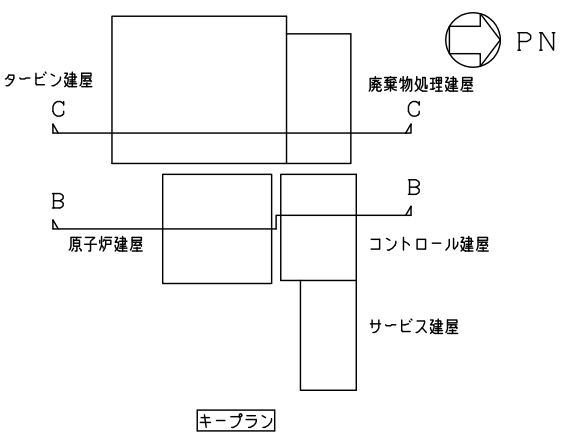 PN
タービン建屋
廃棄物処理建屋
C
C
B
B
原子炉建屋
コントロール建屋
サービス建屋
キープラン